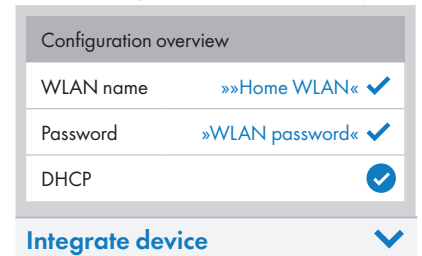 Configuration overview
WLAN name »»Home WLAN«
Password »WLAN password«
DHCP
Integrate device